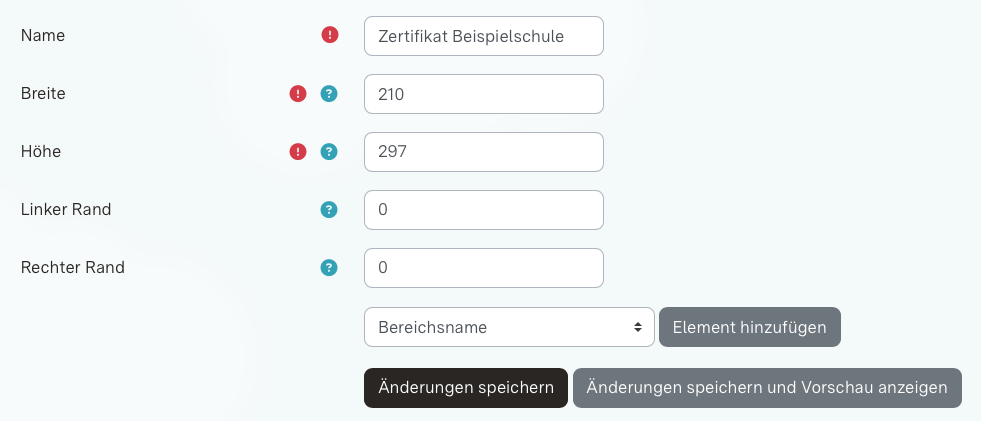 Name ! Zertifikat Beispielschule
Breite ! ? 210
Höhe ! ? 297
Linker Rand ? 0
Rechter Rand ? 0
Bereichsname Element hinzufügen
Änderungen speichern Änderungen speichern und Vorschau anzeigen